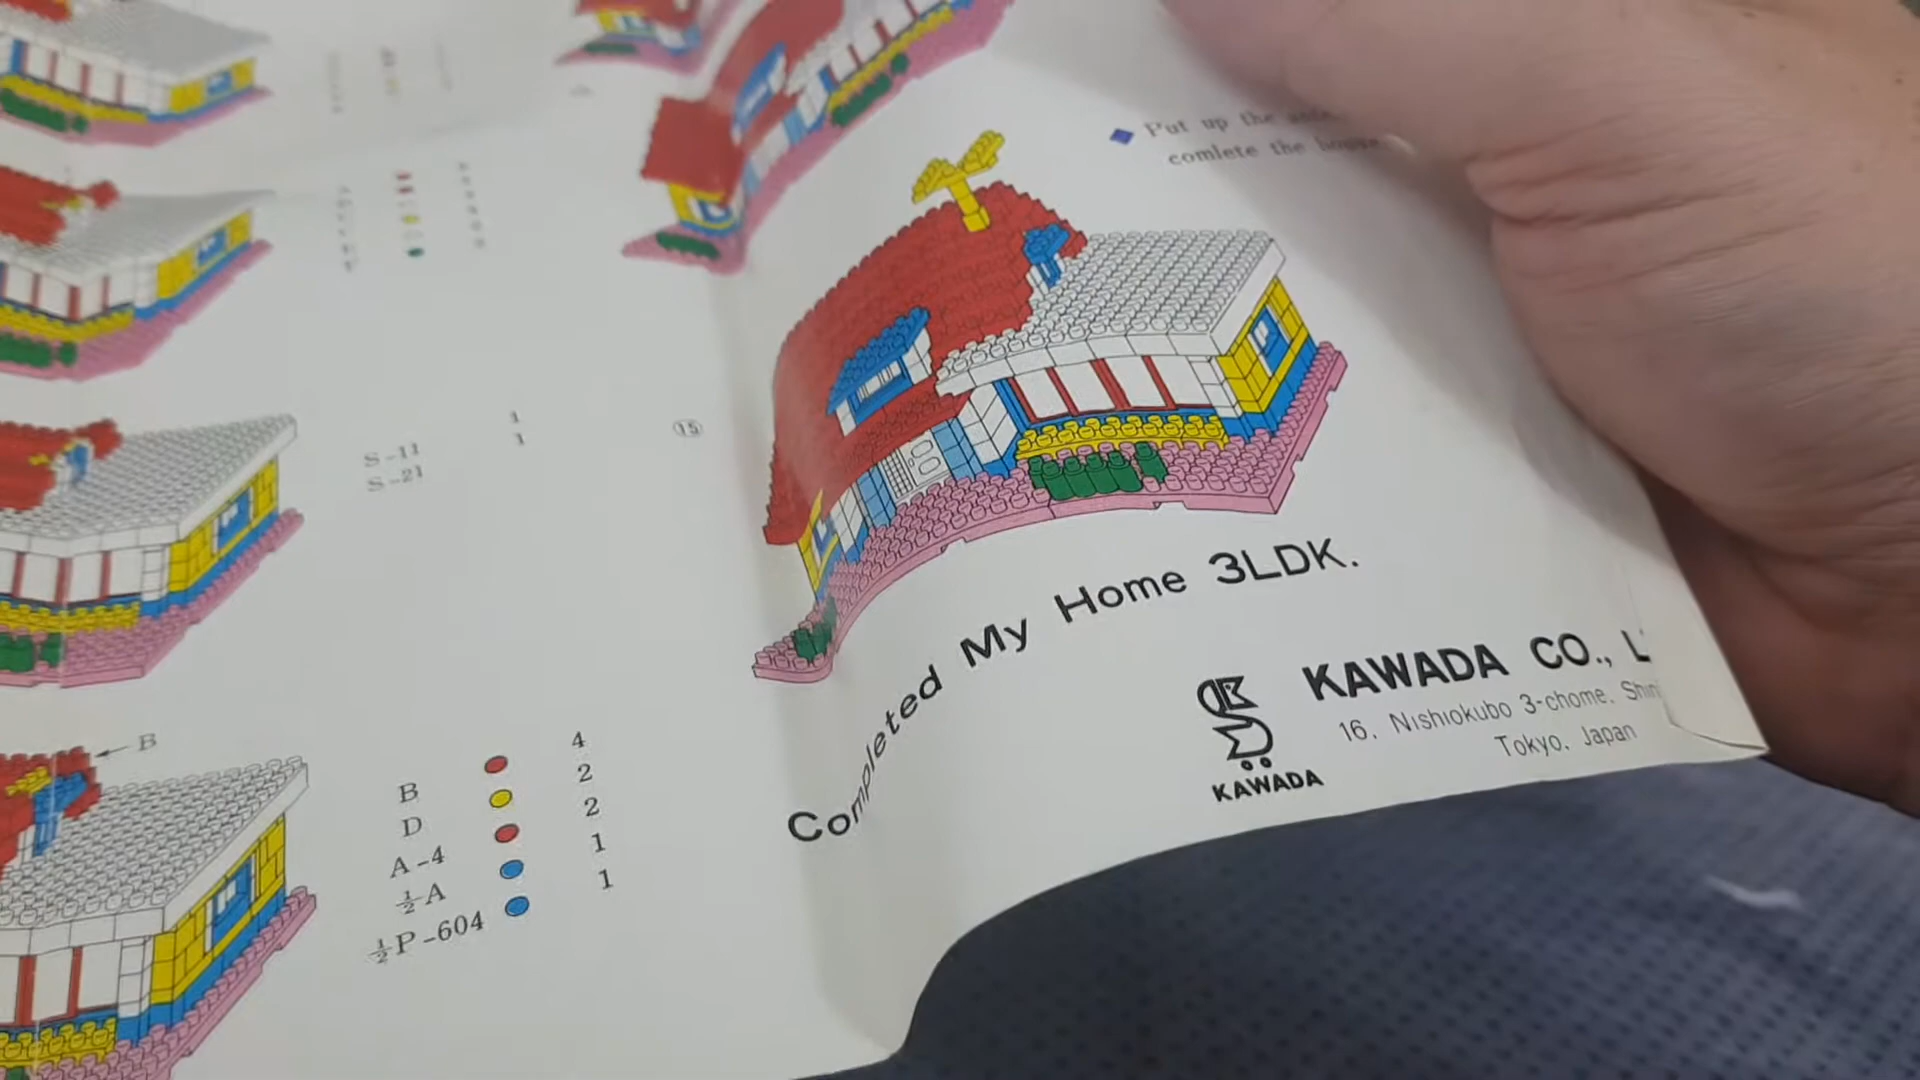 S-11 1
S-21 1
B
B 4
D 2
A-4 2
½A 1
½P-604 1
15
Put up the
comlete the house.
Completed My Home 3LDK.
KAWADA
KAWADA CO.,
16, Nishiokubo 3-chome,
Tokyo, Japan